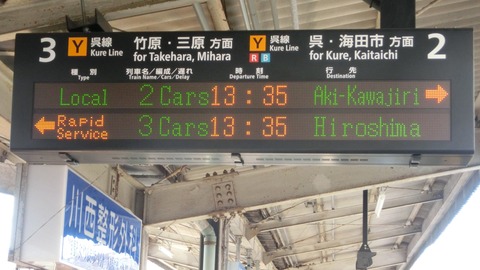 3 Y 呉線 Kure Line 竹原・三原 方面 for Takehara, Mihara Y 呉線 Kure Line R B 呉・海田市 方面 for Kure, Kaitaichi 2
種別 Type 列車名/編成/遅れ Train Name/Cars/Delay 時刻 Departure Time 行先 Destination
Local 2 Cars 13:35 Aki-Kawajiri →
← Rapid Service 3 Cars 13:35 Hiroshima
川西整形外科